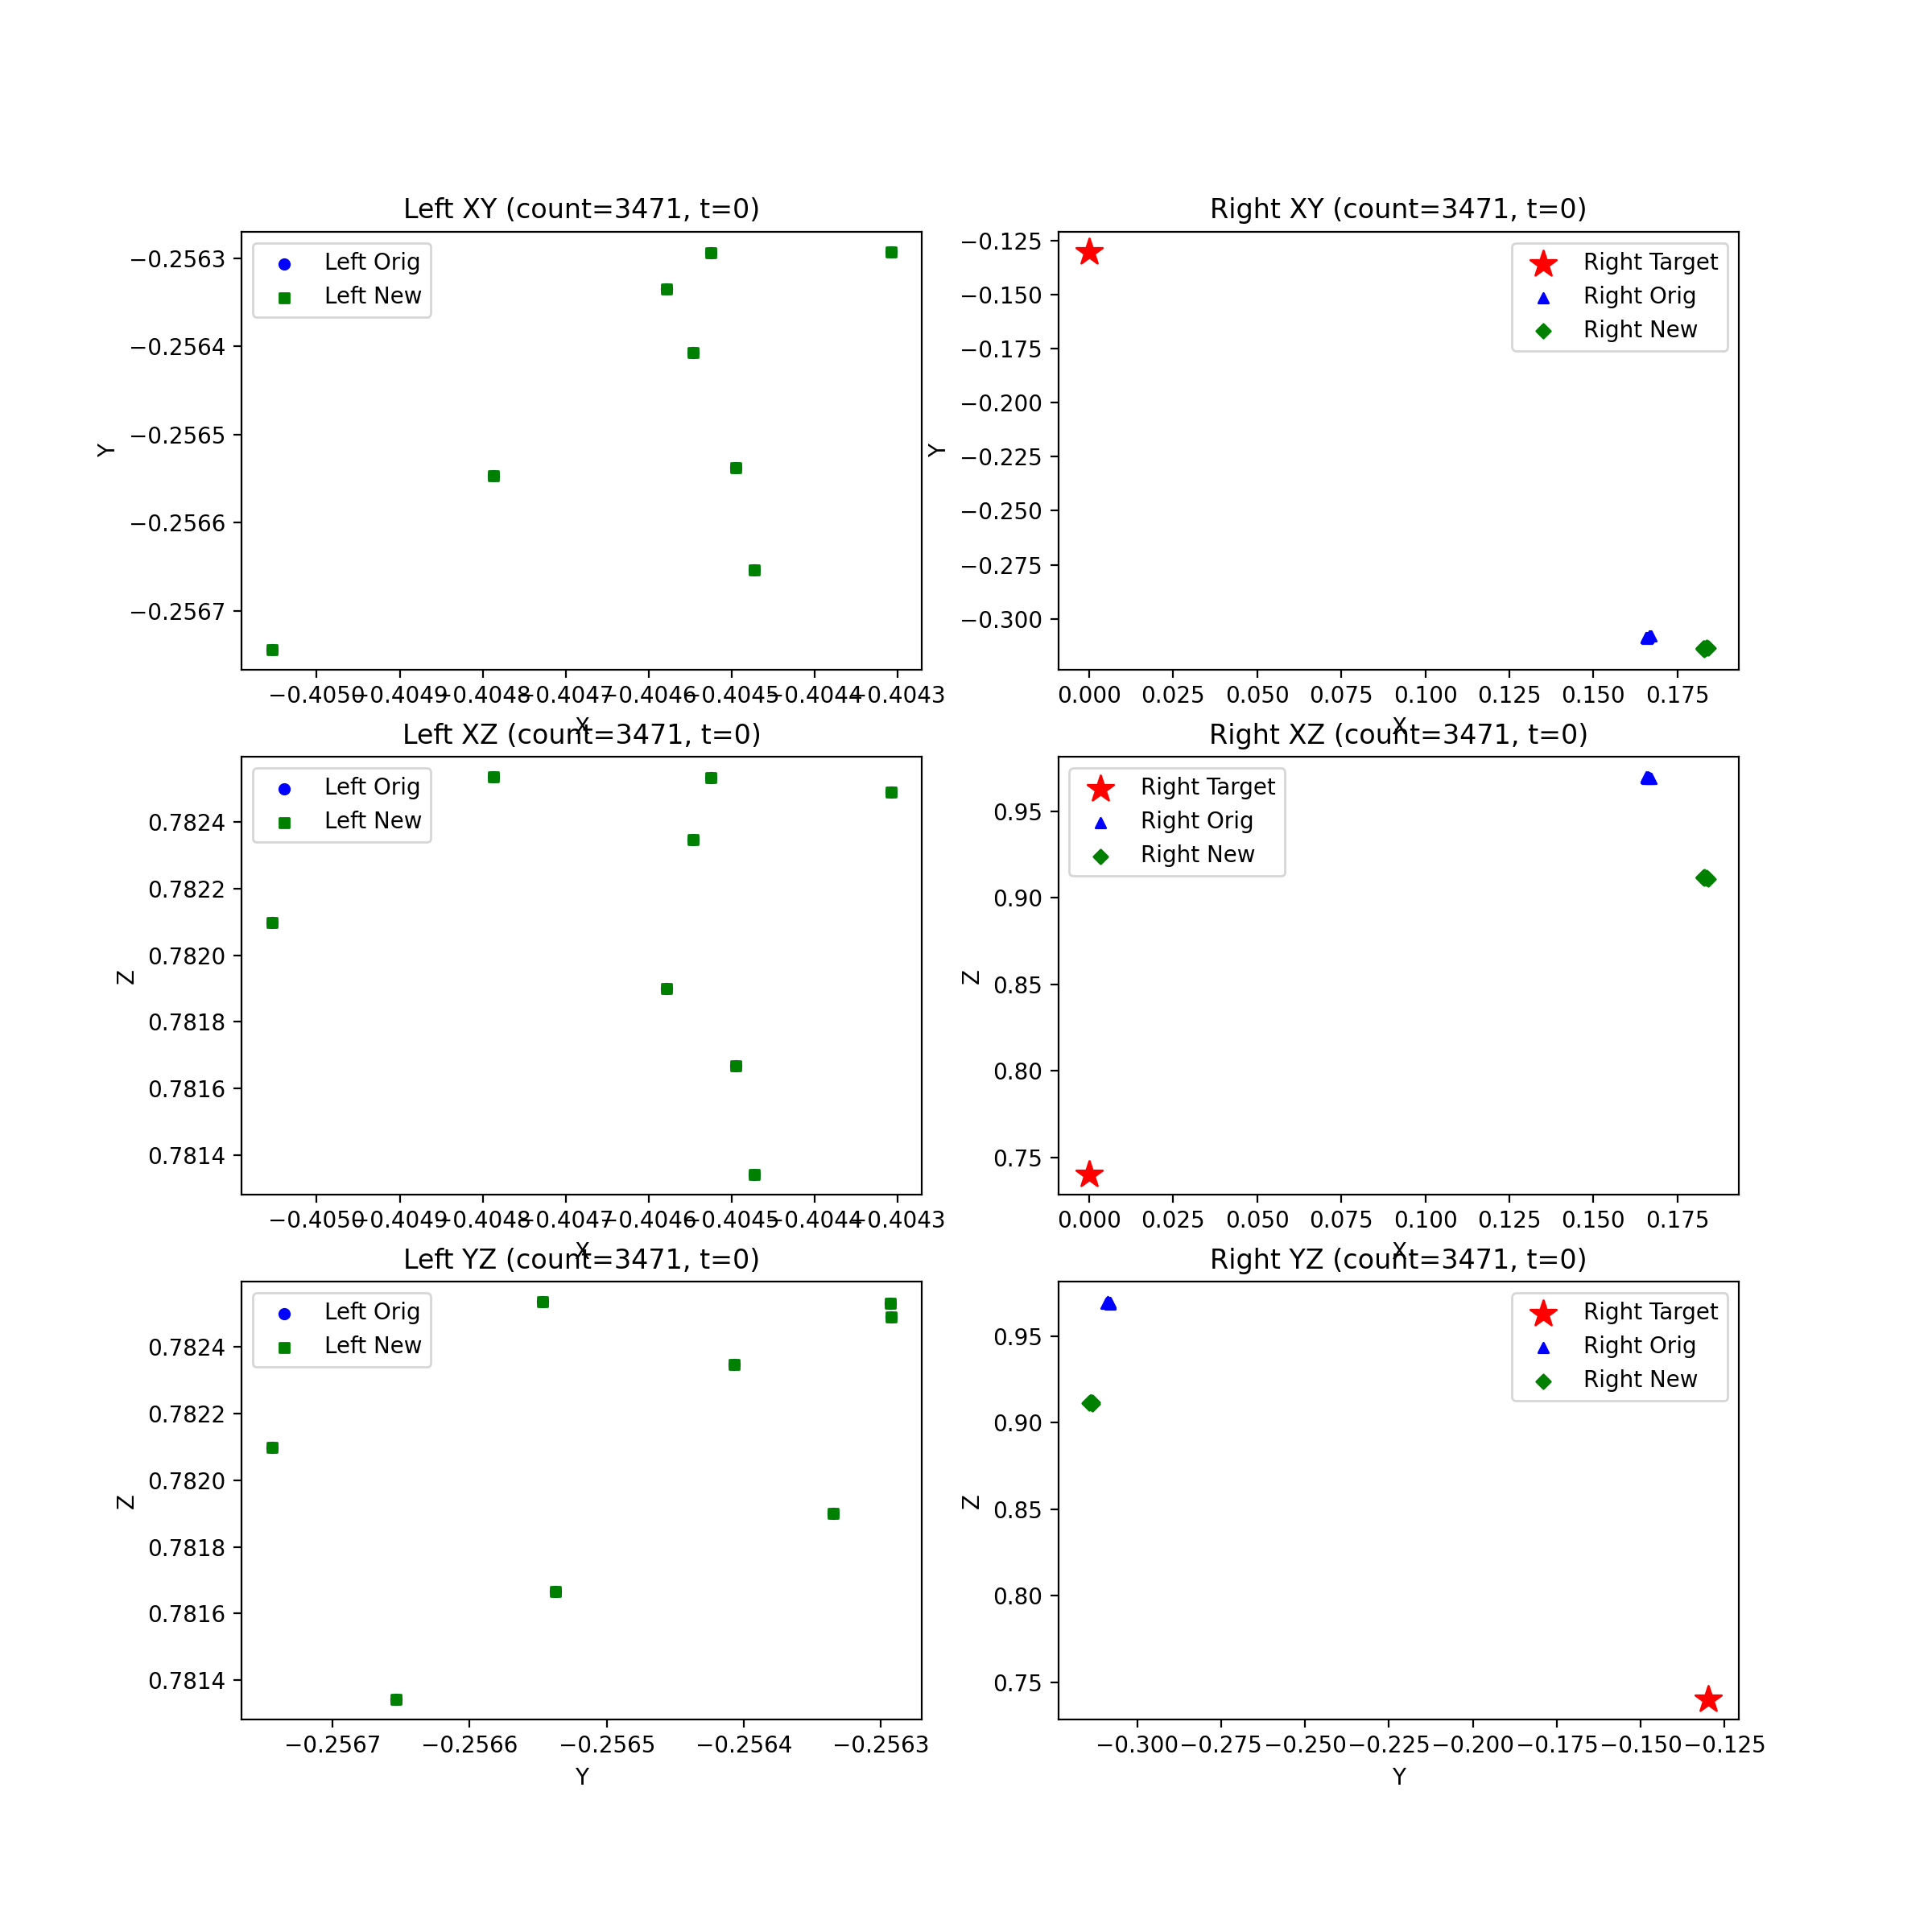 Left XY (count=3471, t=0)
Left Orig
Left New
−0.2563
−0.2564
−0.2565
−0.2566
−0.2567
Y
−0.4050 −0.4049 −0.4048 −0.4047 −0.4046 −0.4045 −0.4044 −0.4043
X
Right XY (count=3471, t=0)
Right Target
Right Orig
Right New
−0.125
−0.150
−0.175
−0.200
−0.225
−0.250
−0.275
−0.300
Y
0.000 0.025 0.050 0.075 0.100 0.125 0.150 0.175
X
Left XZ (count=3471, t=0)
Left Orig
Left New
0.7824
0.7822
0.7820
0.7818
0.7816
0.7814
Z
−0.4050 −0.4049 −0.4048 −0.4047 −0.4046 −0.4045 −0.4044 −0.4043
X
Right XZ (count=3471, t=0)
Right Target
Right Orig
Right New
0.95
0.90
0.85
0.80
0.75
Z
0.000 0.025 0.050 0.075 0.100 0.125 0.150 0.175
X
Left YZ (count=3471, t=0)
Left Orig
Left New
0.7824
0.7822
0.7820
0.7818
0.7816
0.7814
Z
−0.2567 −0.2566 −0.2565 −0.2564 −0.2563
Y
Right YZ (count=3471, t=0)
Right Target
Right Orig
Right New
0.95
0.90
0.85
0.80
0.75
Z
−0.300 −0.275 −0.250 −0.225 −0.200 −0.175 −0.150 −0.125
Y